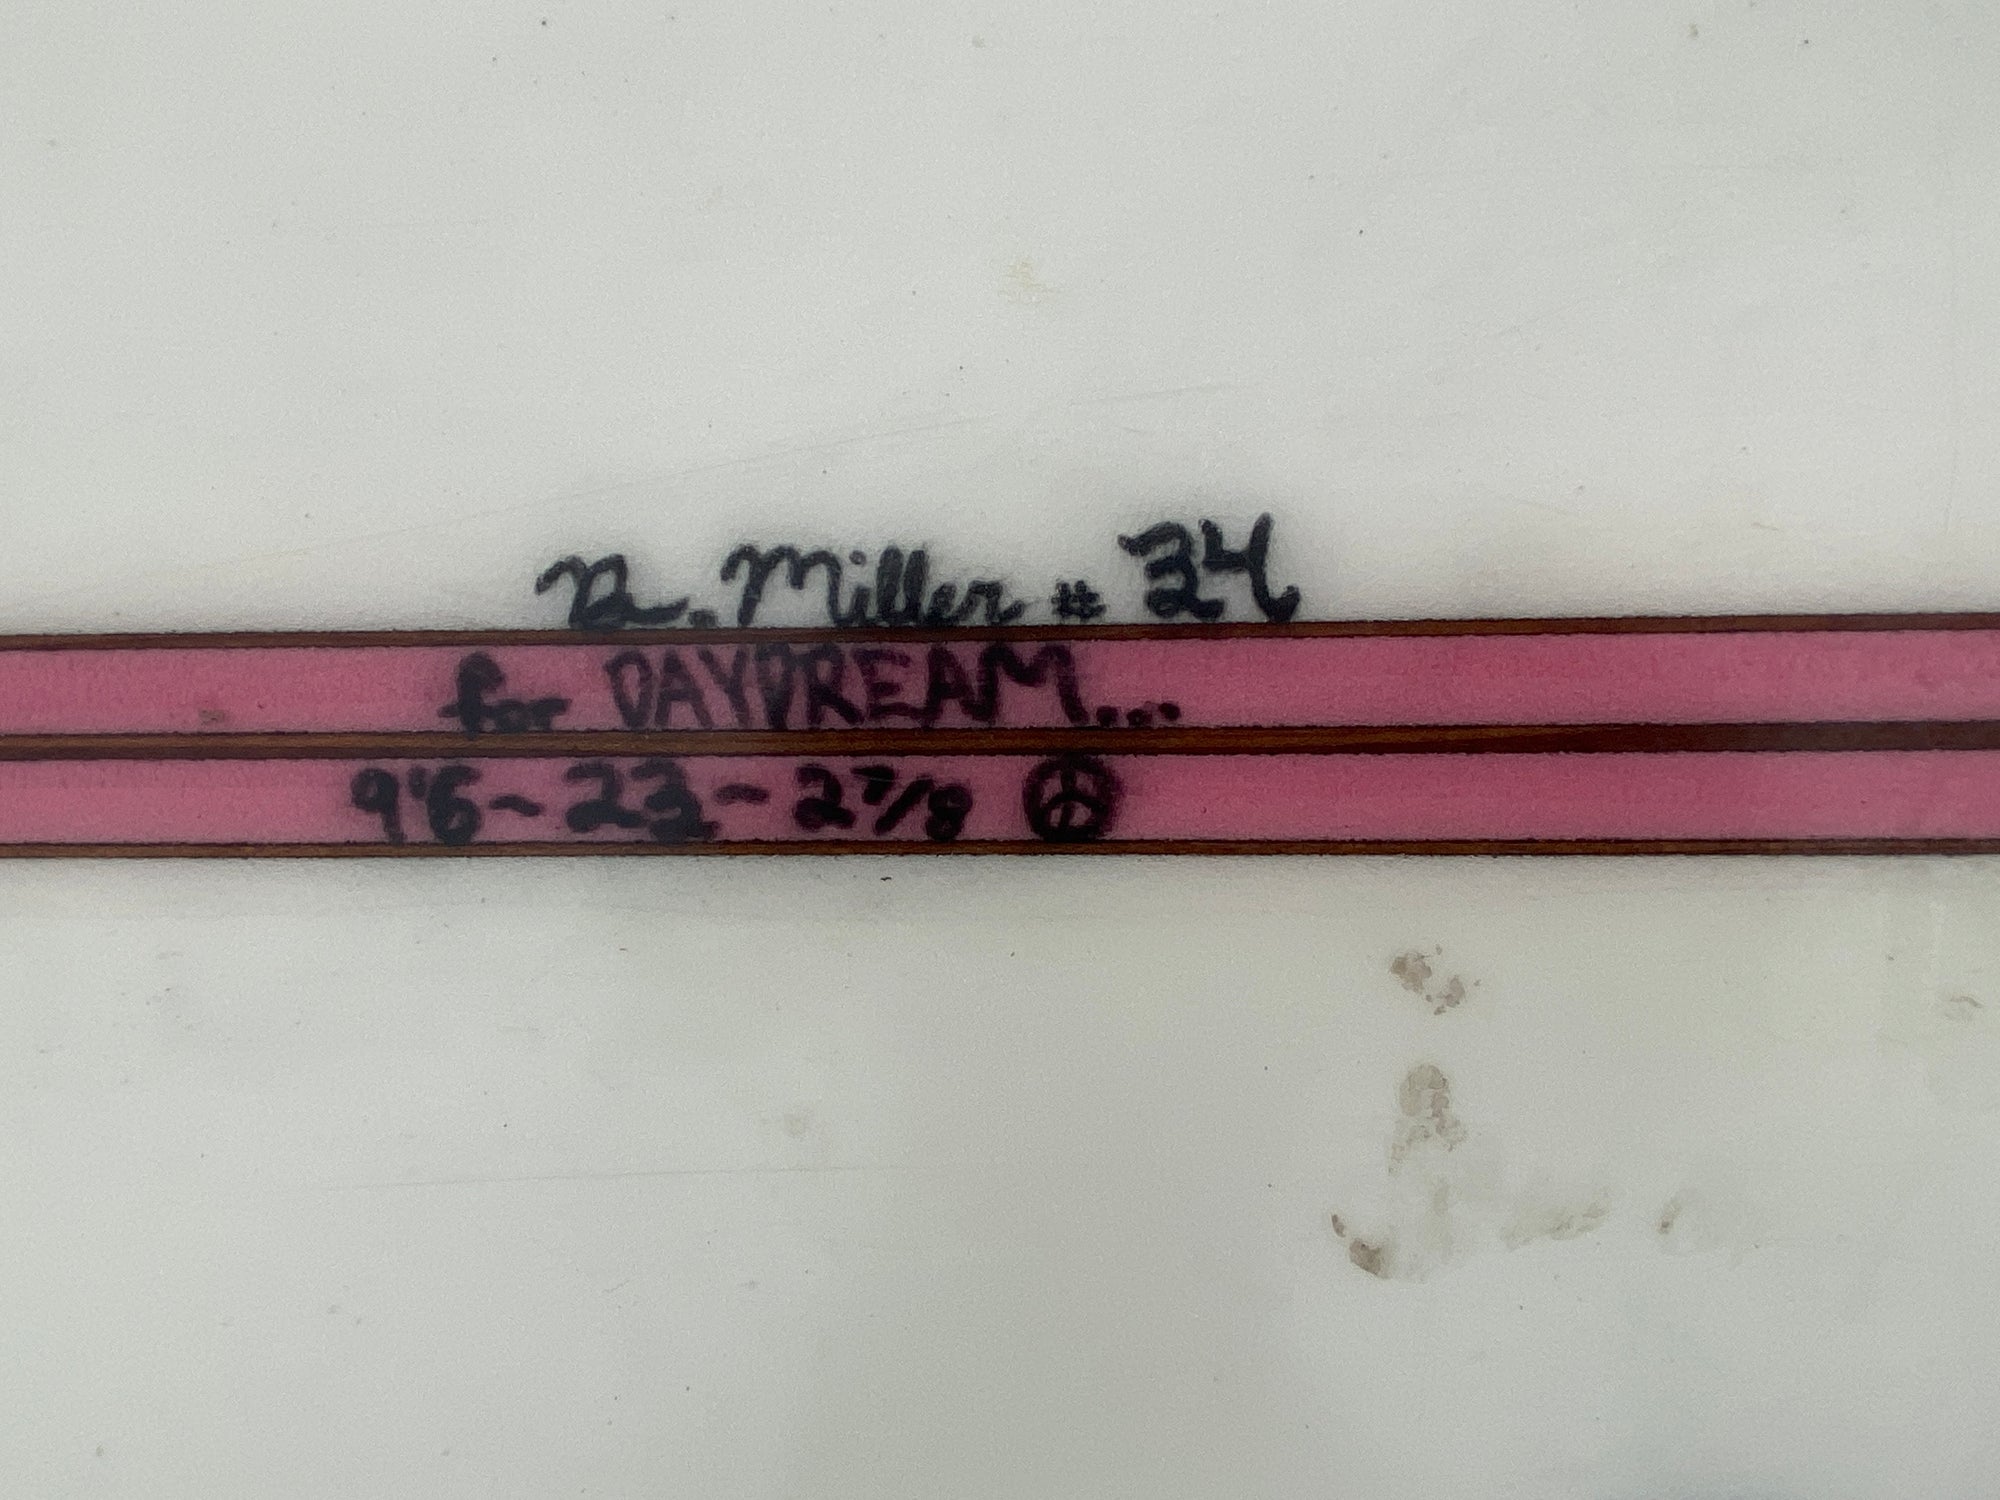 B. Miller # 34
for DAYDREAM...
9'6 ~ 23 ~ 2 7/8 ☮